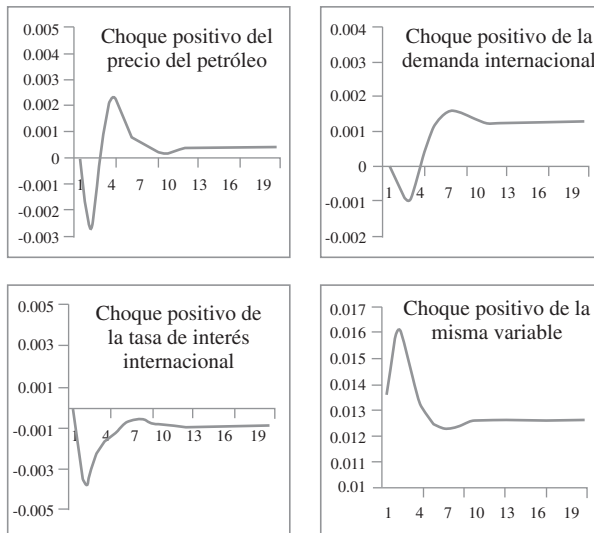 Choque positivo del
precio del petróleo
0.005
0.004
0.003
0.002
0.001
0
-0.001
-0.002
-0.003
1 4 7 10 13 16 19
Choque positivo de la
demanda internacional
0.004
0.003
0.002
0.001
0
-0.001
-0.002
1 4 7 10 13 16 19
Choque positivo de
la tasa de interés
internacional
0.005
0.003
0.001
-0.001
-0.003
-0.005
1 4 7 10 13 16 19
Choque positivo de la
misma variable
0.017
0.016
0.015
0.014
0.013
0.012
0.011
0.01
1 4 7 10 13 16 19